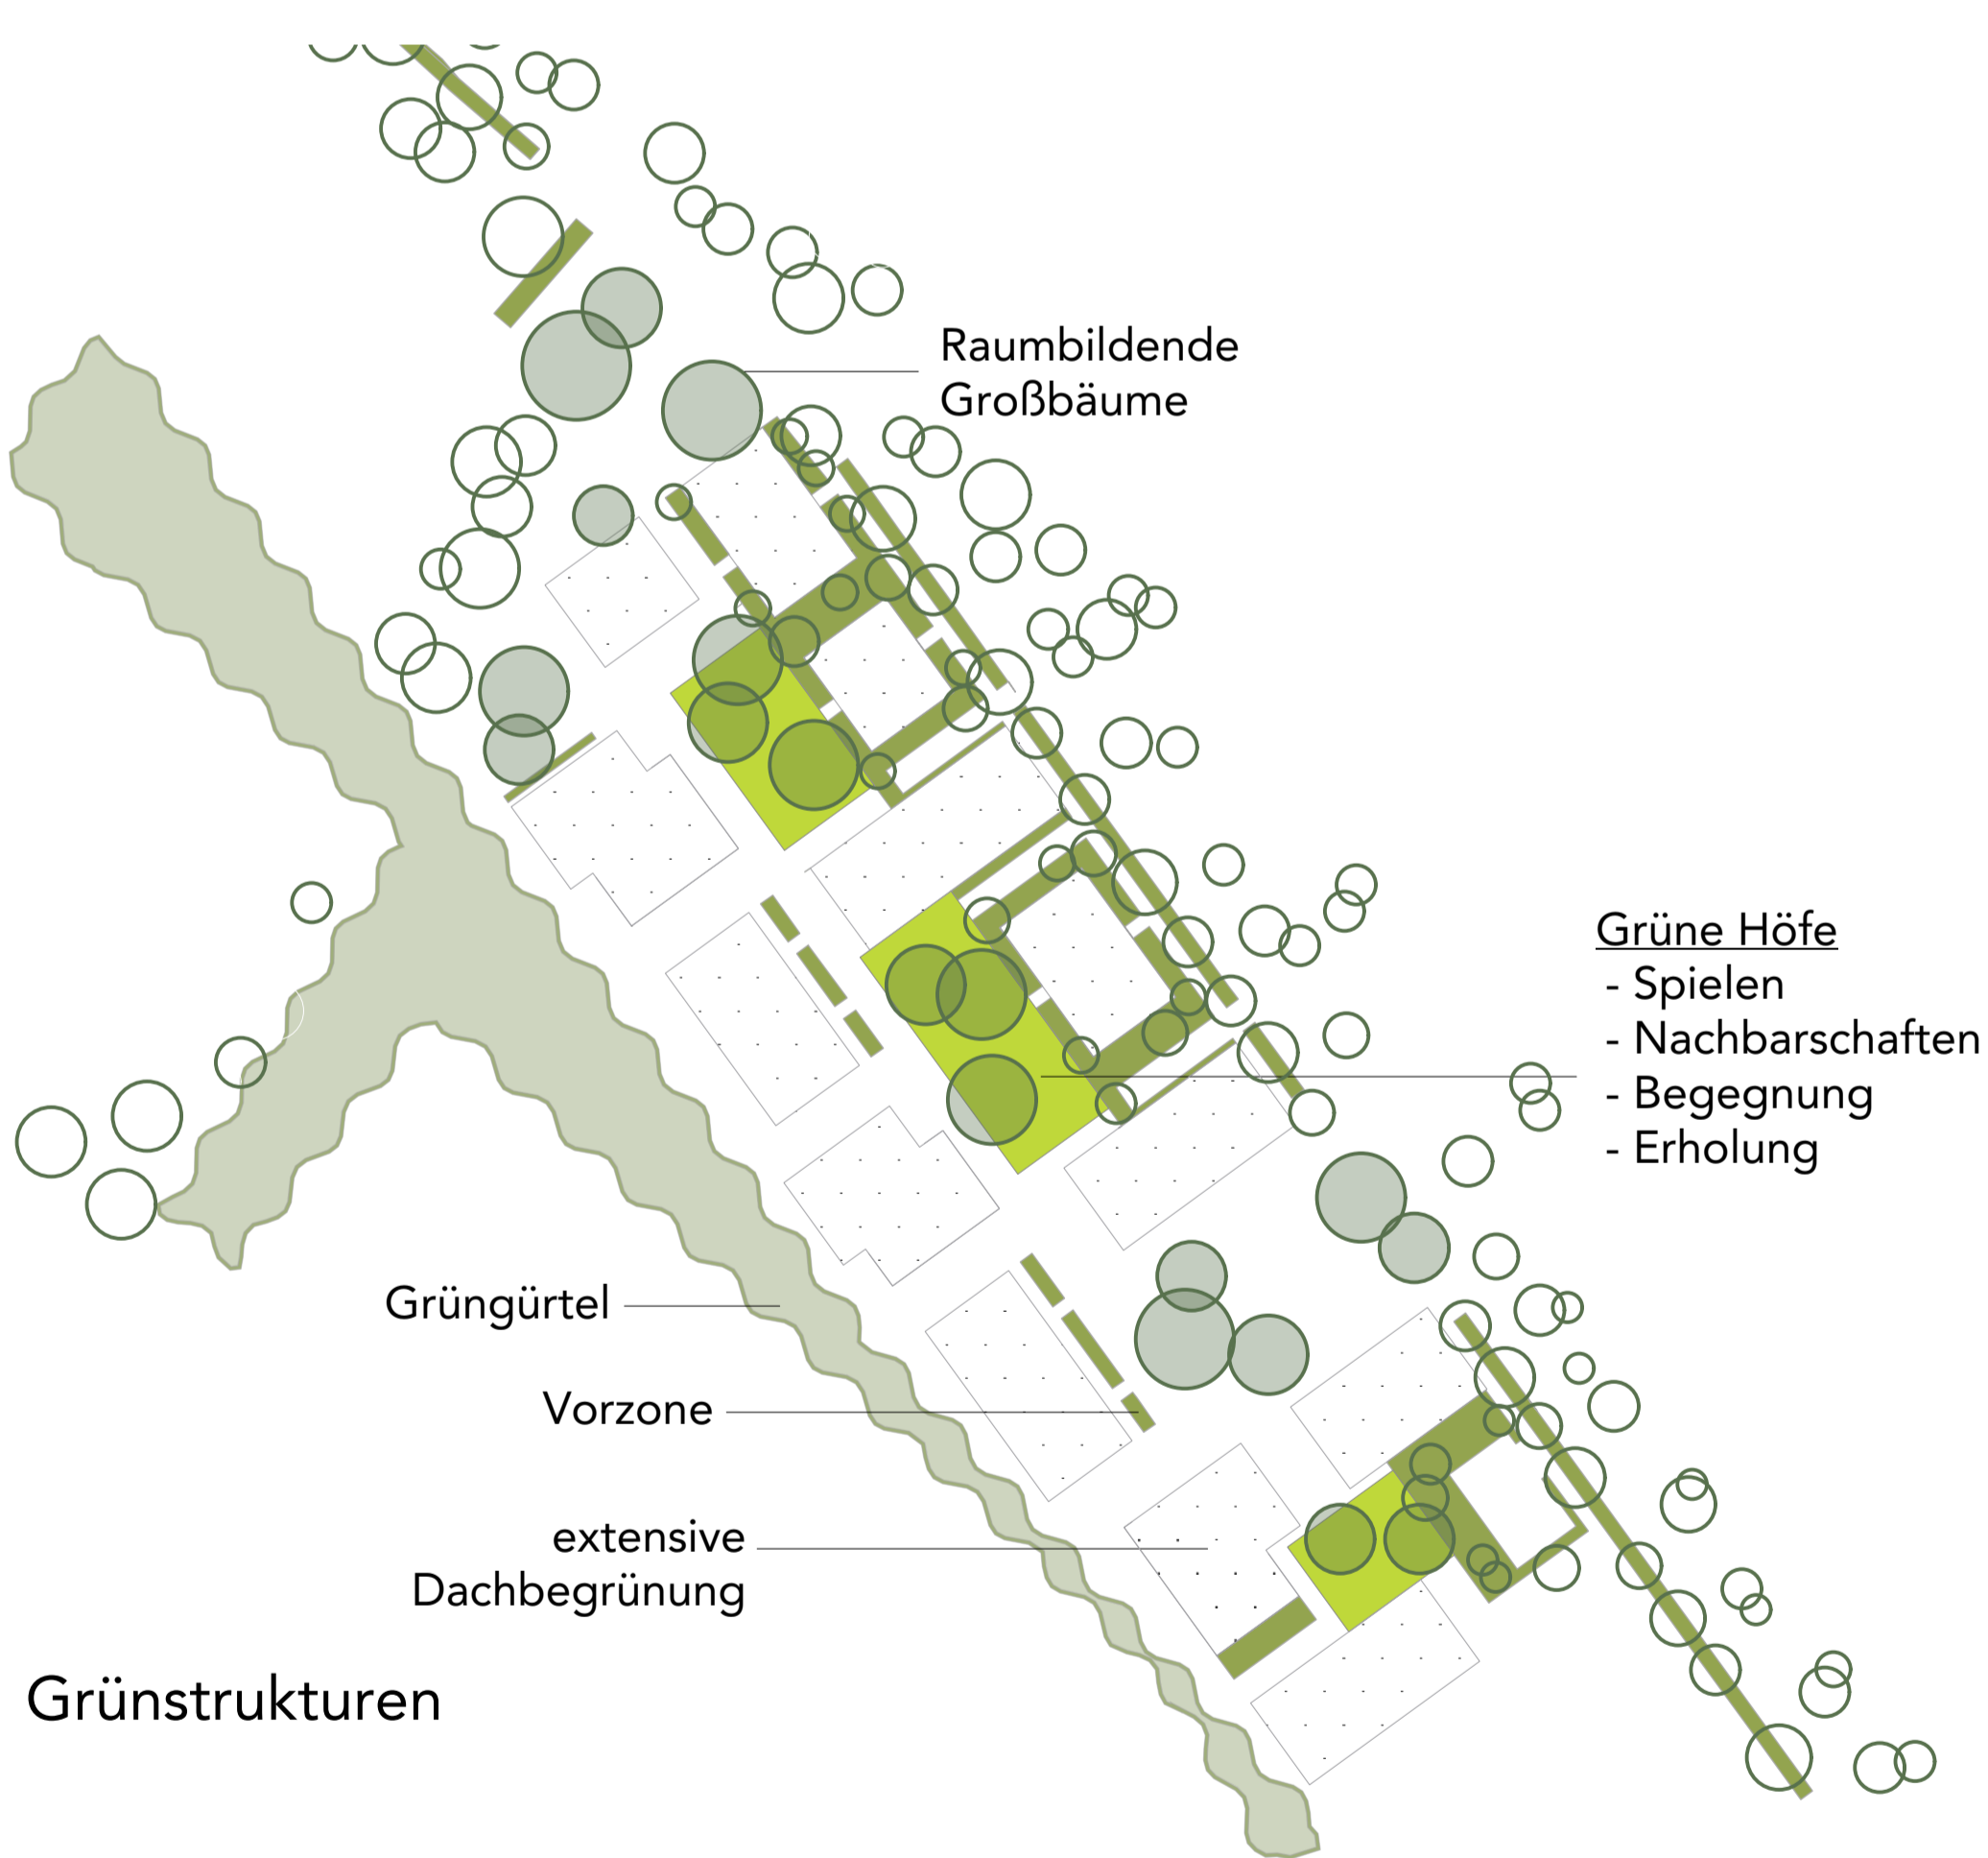 Raumbildende
Großbäume
Grüne Höfe
- Spielen
- Nachbarschaften
- Begegnung
- Erholung
Grüngürtel
Vorzone
extensive
Dachbegrünung
Grünstrukturen